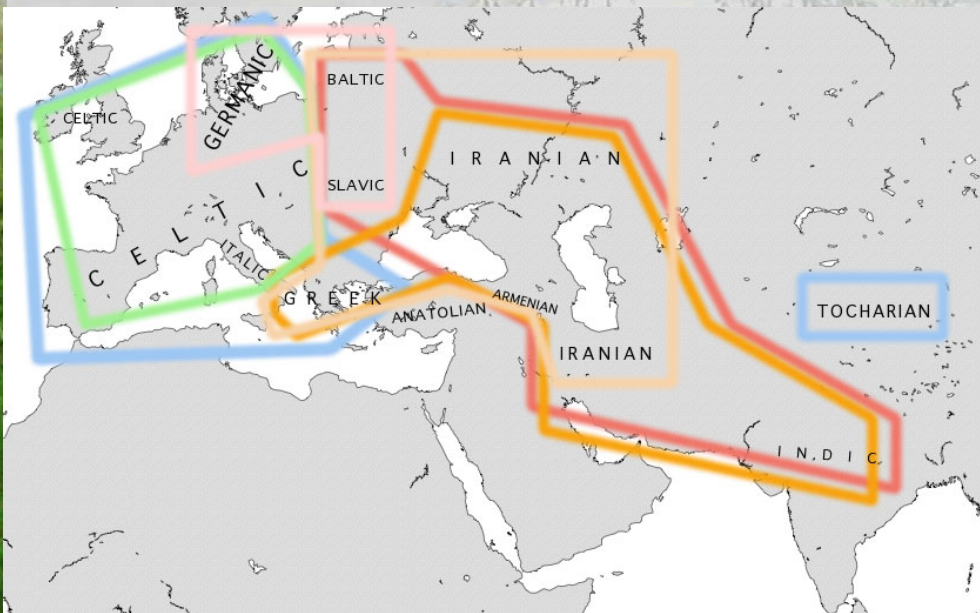 GERMANIC
BALTIC
CELTIC
IRANIAN
SLAVIC
CELTIC
ITALIC
GREEK
ANATOLIAN
ARMENIAN
TOCHARIAN
IRANIAN
INDIC